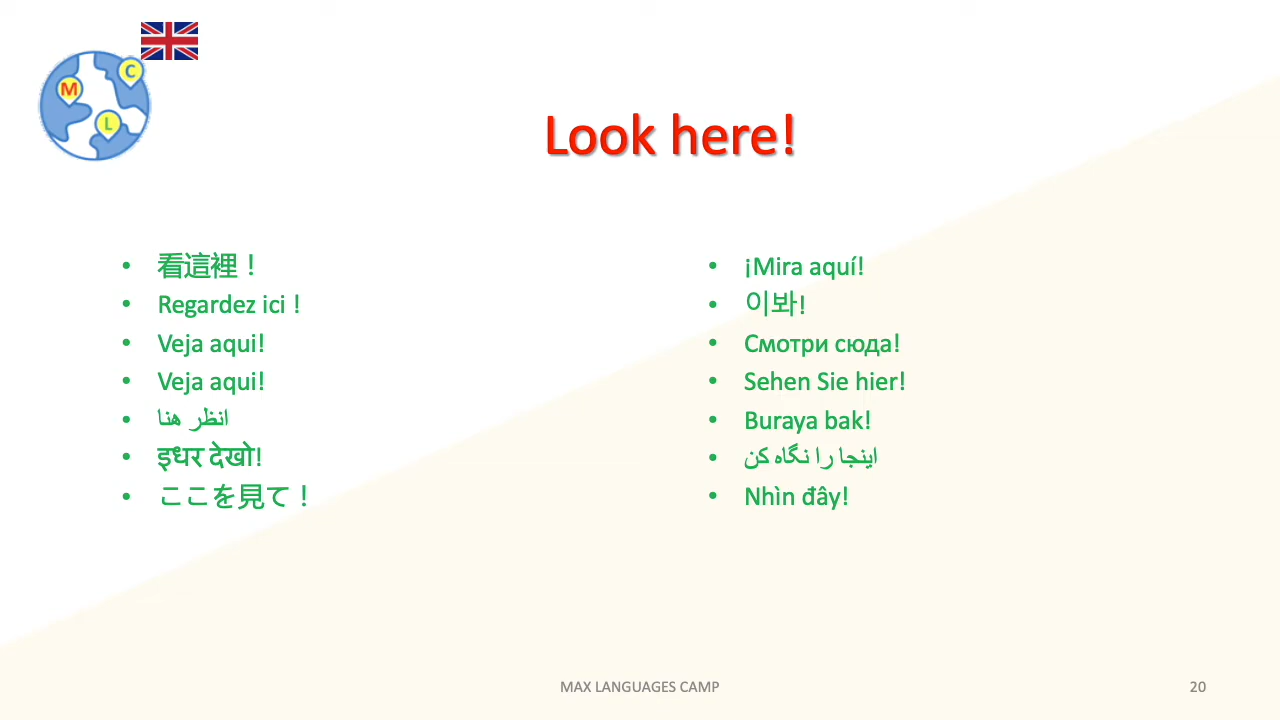 C
M
L
Look here!
• 看這裡！
• Regardez ici !
• Veja aqui!
• Veja aqui!
• انظر هنا
• इधर देखो!
• ここを見て！
• ¡Mira aquí!
• 이봐!
• Смотри сюда!
• Sehen Sie hier!
• Buraya bak!
• اینجا را نگاه کن
• Nhìn đây!
MAX LANGUAGES CAMP
20